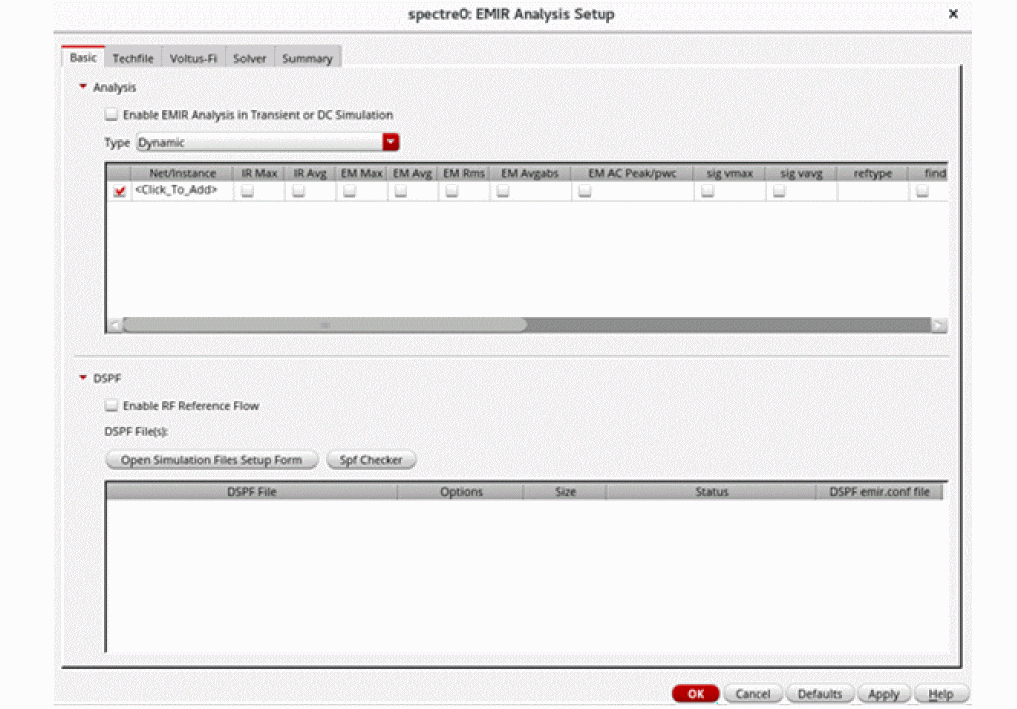 spectre0: EMIR Analysis Setup x
Basic Techfile Voltus-Fi Solver Summary
Analysis
Enable EMIR Analysis in Transient or DC Simulation
Type Dynamic
Net/Instance IR Max IR Avg EM Max EM Avg EM Rms EM Avgabs EM AC Peak/pwc sig vmax sig vavg reftype find
<Click_To_Add>
DSPF
Enable RF Reference Flow
DSPF File(s):
Open Simulation Files Setup Form Spf Checker
DSPF File Options Size Status DSPF emir.conf file
OK Cancel Defaults Apply Help